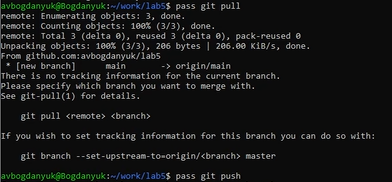 avbogdanyuk@Bogdanyuk:~/work/lab5$ pass git pull
remote: Enumerating objects: 3, done.
remote: Counting objects: 100% (3/3), done.
remote: Total 3 (delta 0), reused 3 (delta 0), pack-reused 0
Unpacking objects: 100% (3/3), 206 bytes | 206.00 KiB/s, done.
From github.com:avbogdanyuk/lab5
 * [new branch]      main       -> origin/main
There is no tracking information for the current branch.
Please specify which branch you want to merge with.
See git-pull(1) for details.
    git pull <remote> <branch>
If you wish to set tracking information for this branch you can do so with:
    git branch --set-upstream-to=origin/<branch> master
avbogdanyuk@Bogdanyuk:~/work/lab5$ pass git push